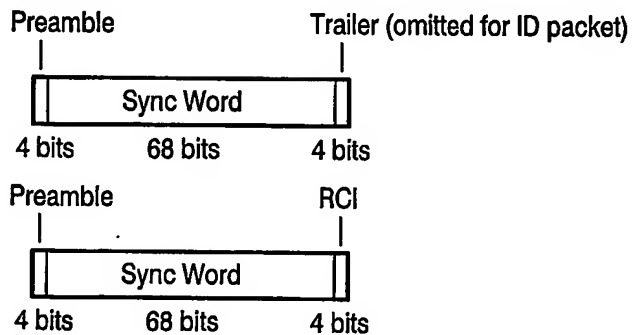 Preamble Trailer (omitted for ID packet)
Sync Word
4 bits 68 bits 4 bits
Preamble RCI
Sync Word
4 bits 68 bits 4 bits